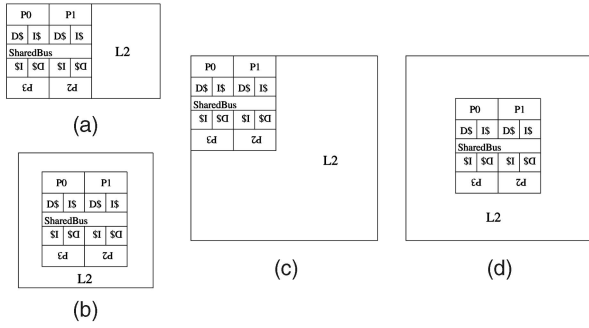 P0 P1
D$ I$ D$ I$
SharedBus
I$ D$ I$ D$
P3 P2
L2
(a)
P0 P1
D$ I$ D$ I$
SharedBus
I$ D$ I$ D$
P3 P2
L2
(b)
P0 P1
D$ I$ D$ I$
SharedBus
I$ D$ I$ D$
P3 P2
L2
(c)
P0 P1
D$ I$ D$ I$
SharedBus
I$ D$ I$ D$
P3 P2
L2
(d)